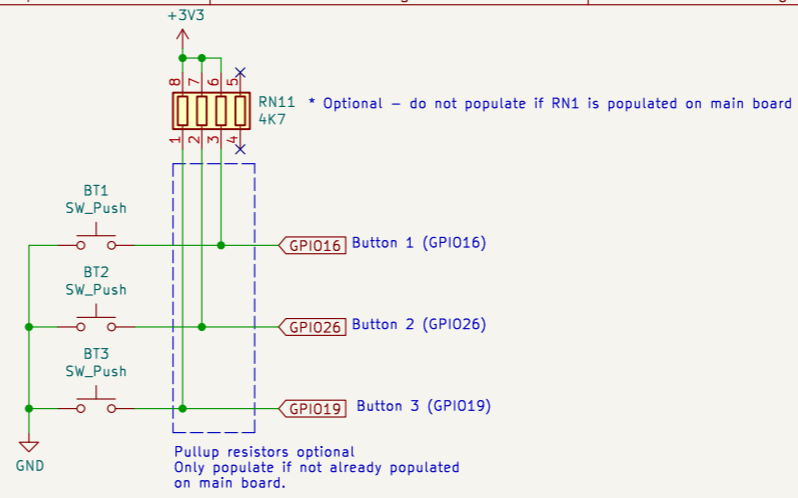 +3V3
8 7 6 5
RN11
4K7
* Optional – do not populate if RN1 is populated on main board
1 2 3 4
BT1
SW_Push
GPIO16
Button 1 (GPIO16)
BT2
SW_Push
GPIO26
Button 2 (GPIO26)
BT3
SW_Push
GPIO19
Button 3 (GPIO19)
GND
Pullup resistors optional
Only populate if not already populated
on main board.